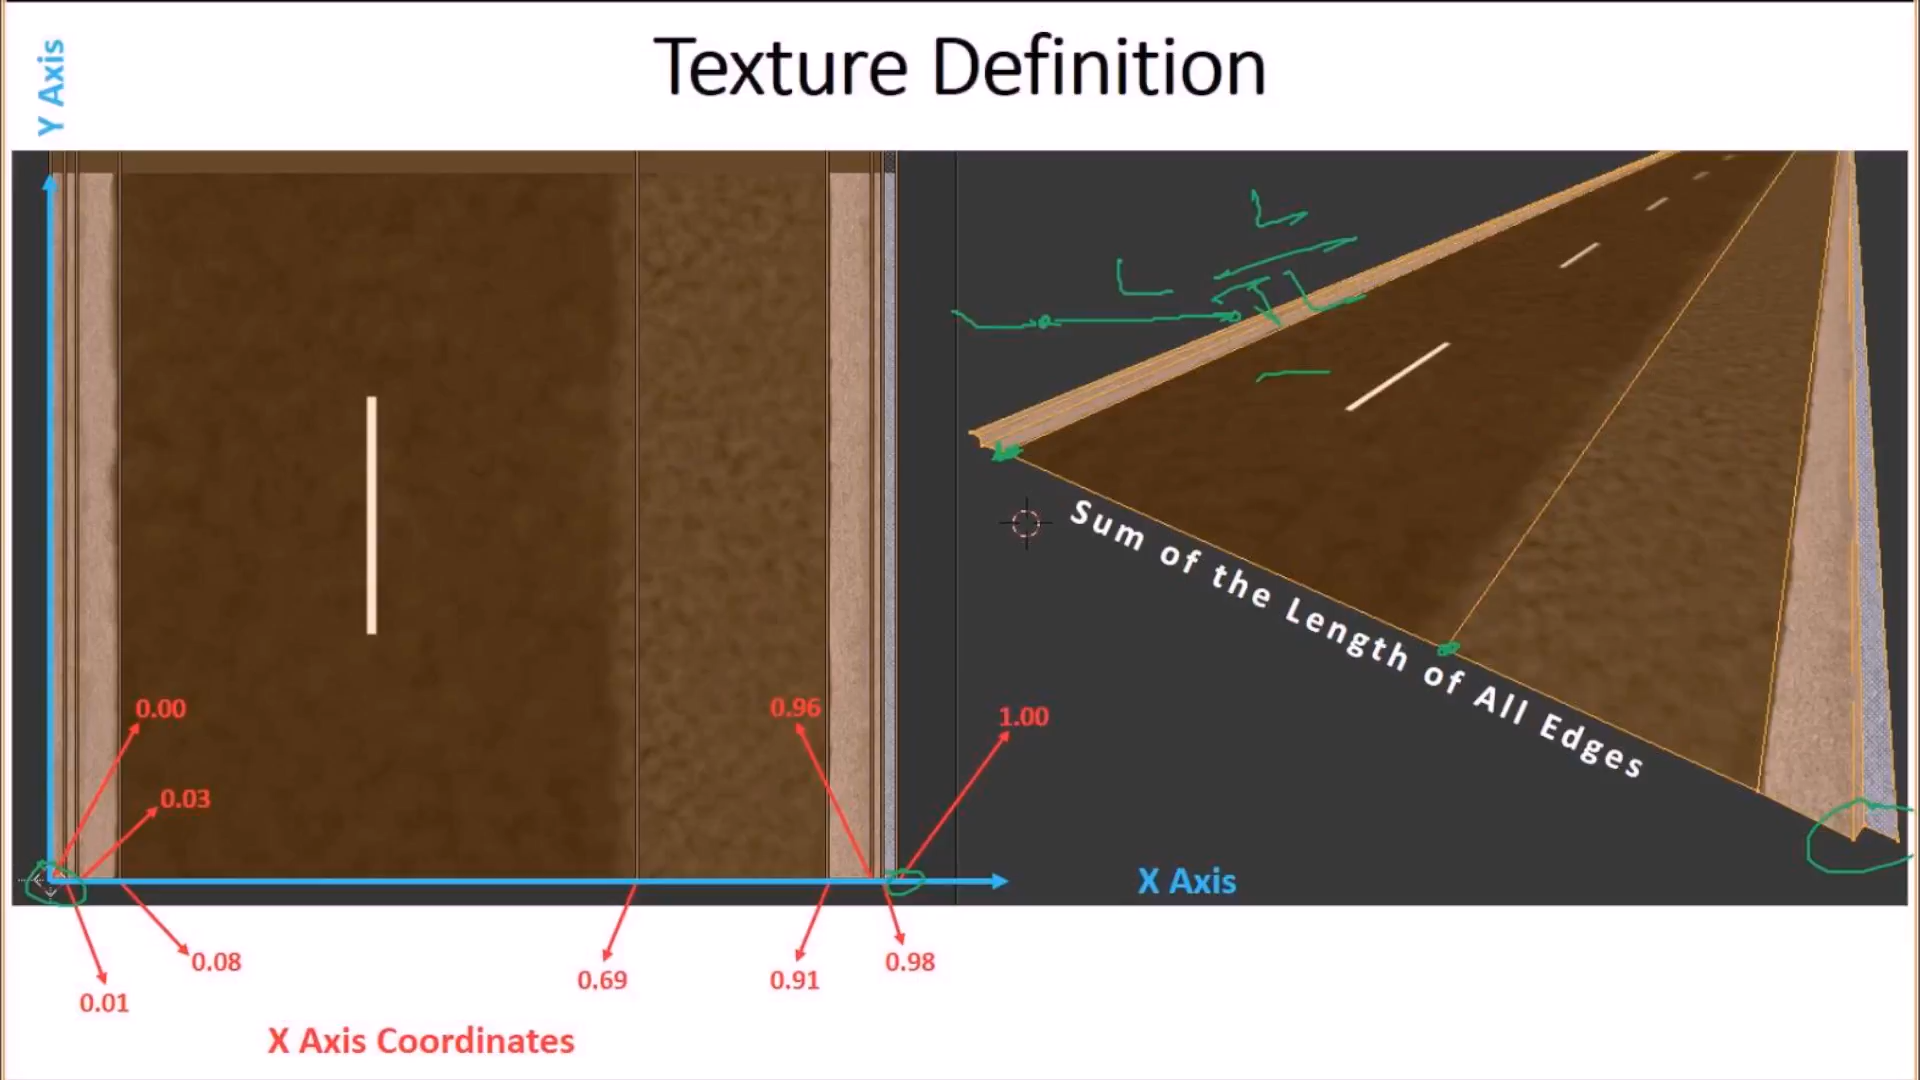 Texture Definition
Y Axis
0.00
0.03
0.96
1.00
Sum of the Length of All Edges
X Axis
0.08
0.01
0.69
0.91
0.98
X Axis Coordinates